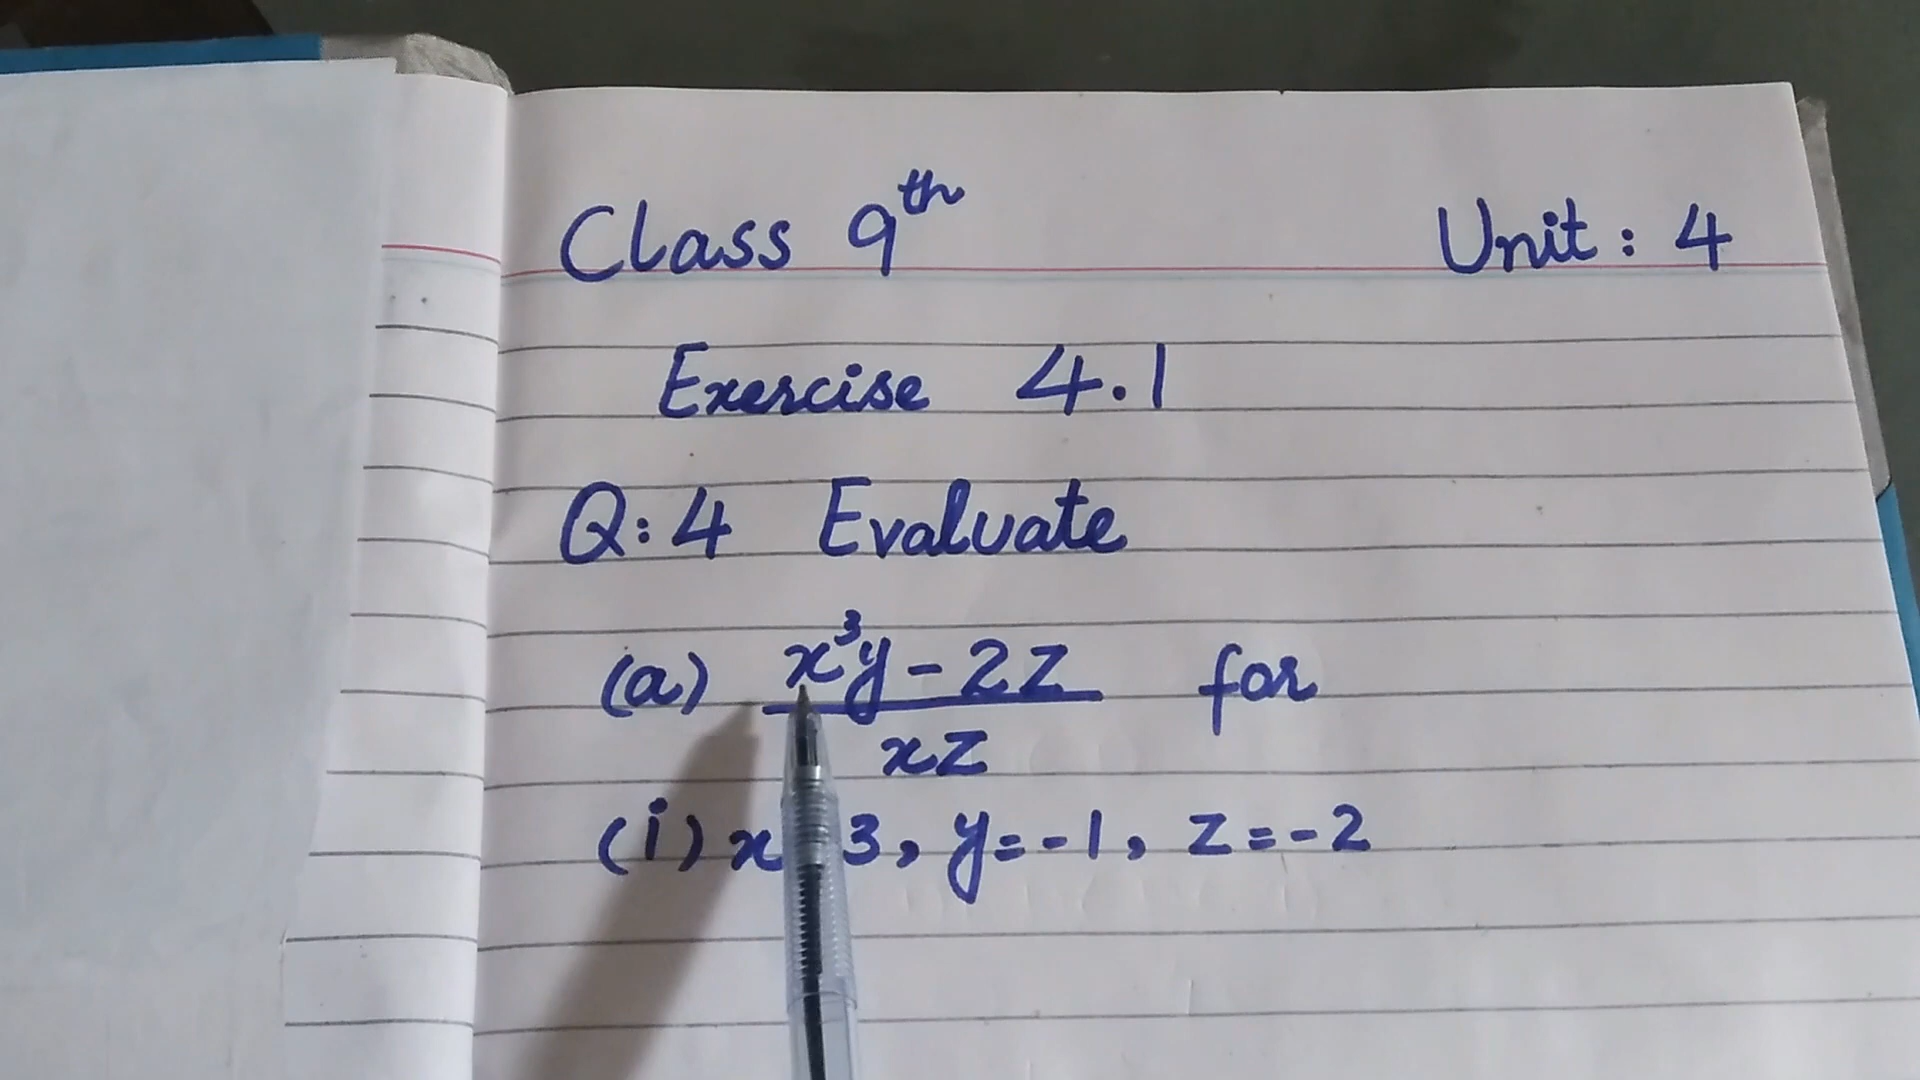 Class 9th Unit: 4
Exercise 4.1
Q:4 Evaluate
(a) x³y - 2z for
xz
(i) x 3, y=-1, z=-2